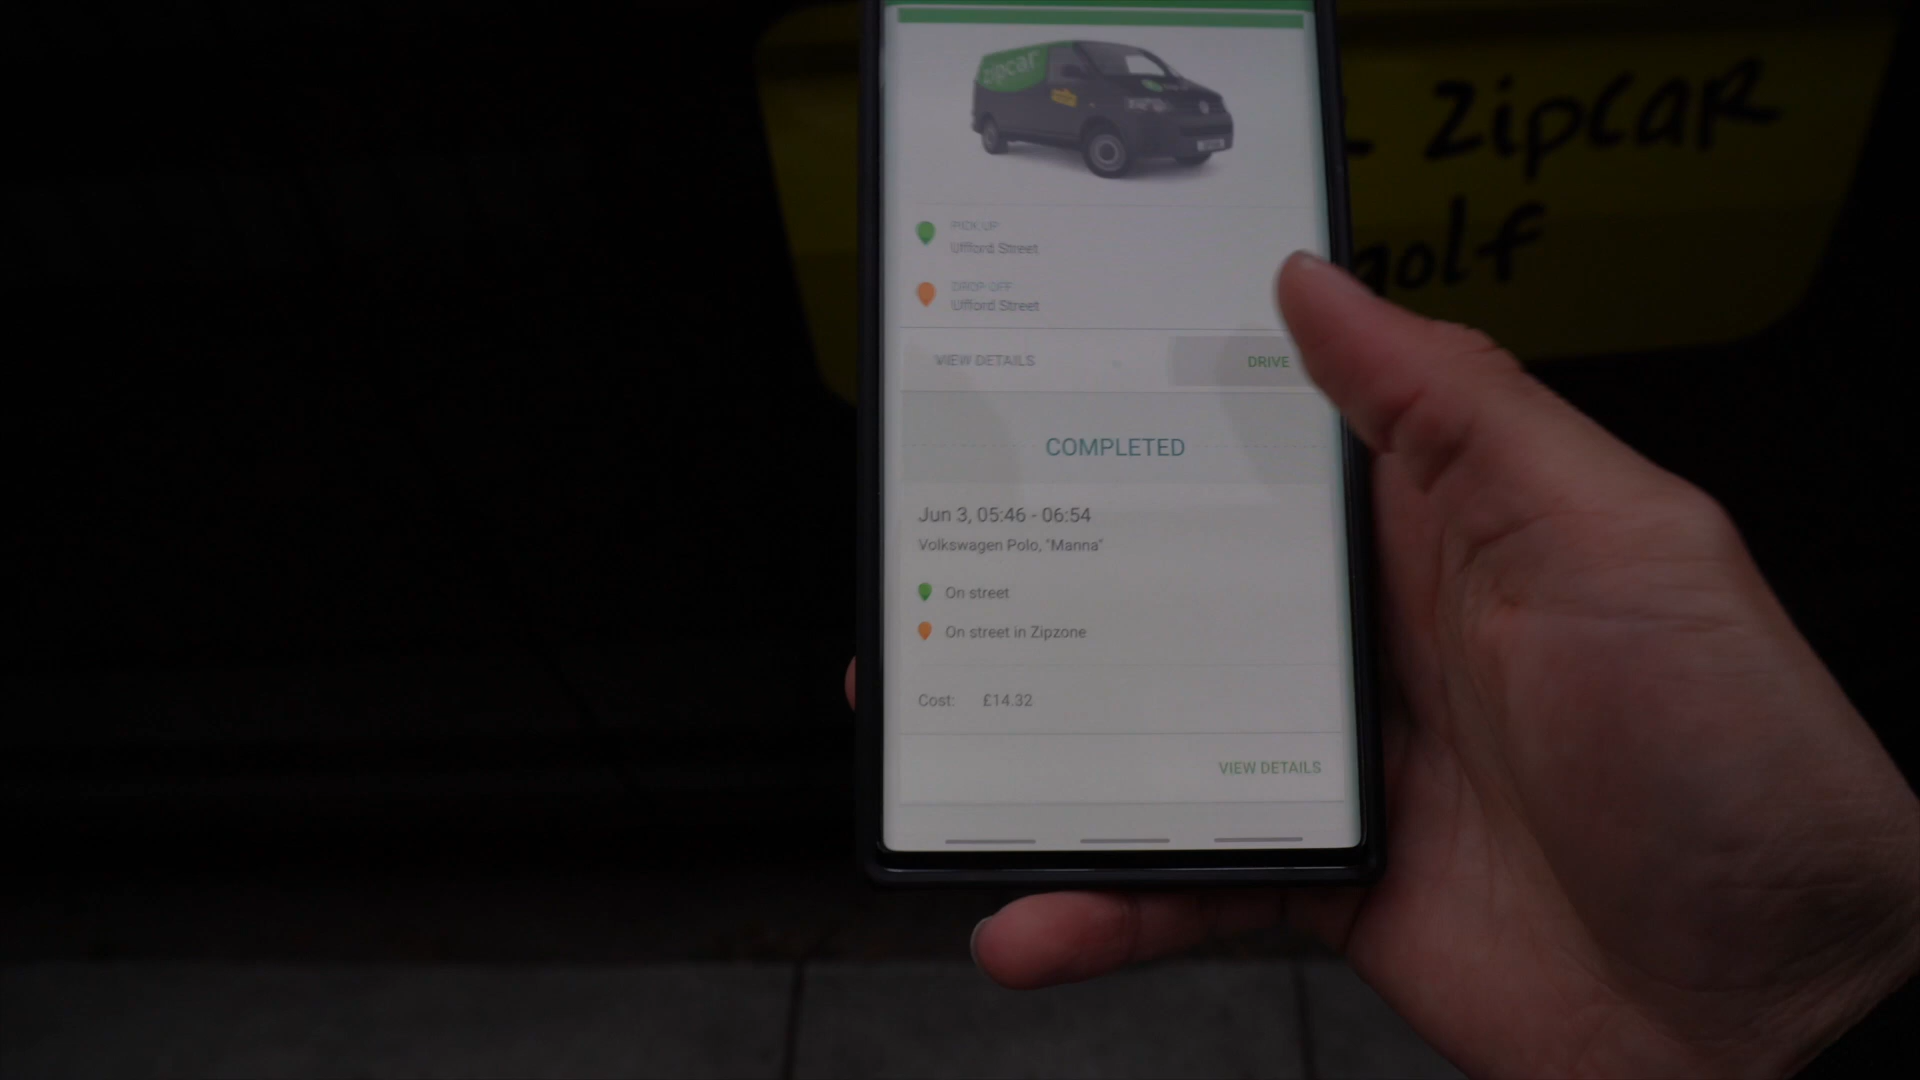 zipcar
PICK UP
Ufford Street
DROP OFF
Ufford Street
VIEW DETAILS
DRIVE
COMPLETED
Jun 3, 05:46 - 06:54
Volkswagen Polo, "Manna"
On street
On street in Zipzone
Cost: £14.32
VIEW DETAILS
zipcar
golf